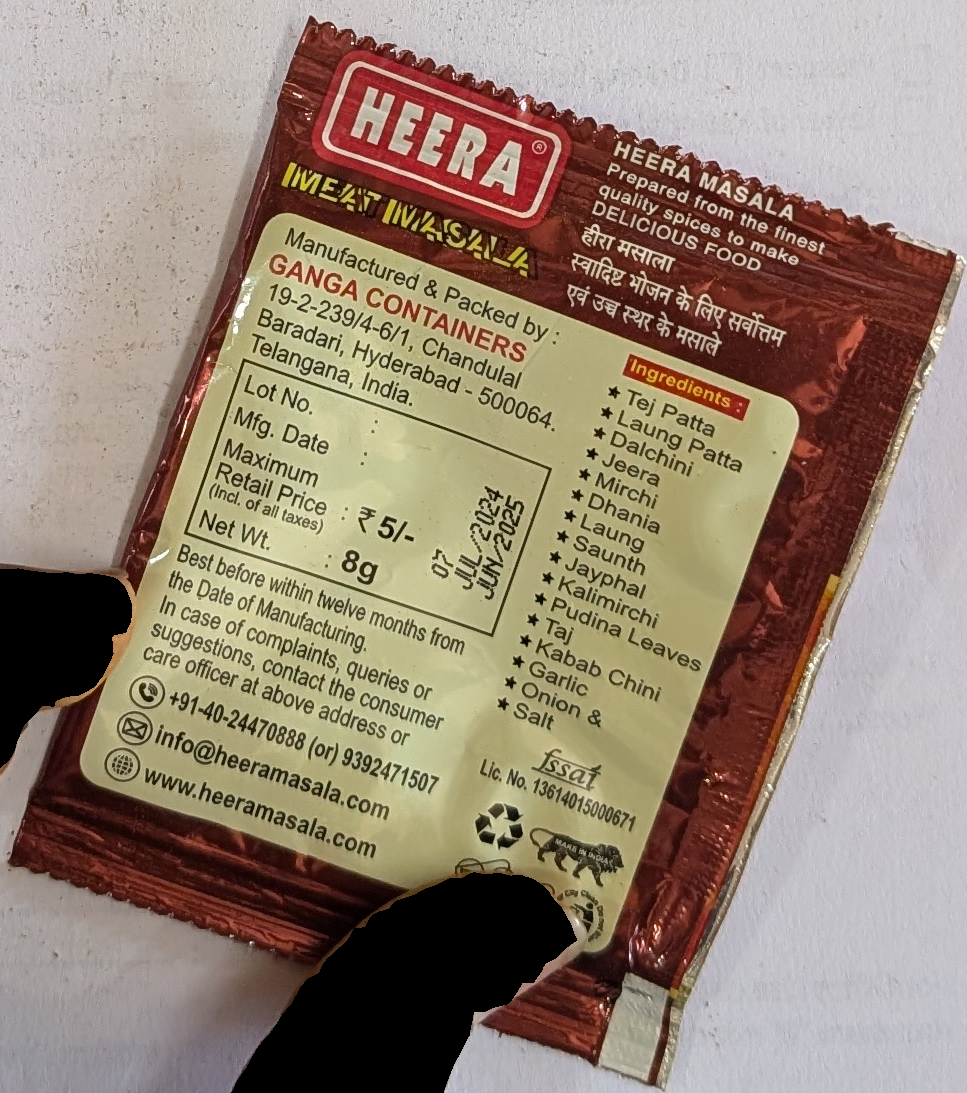 HEERA®
MEAT MASALA
HEERA MASALA
Prepared from the finest
quality spices to make
DELICIOUS FOOD
हीरा मसाला
स्वादिष्ट भोजन के लिए सर्वोत्तम
एवं उच्च स्थर के मसाले
Manufactured & Packed by :
GANGA CONTAINERS
19-2-239/4-6/1, Chandulal
Baradari, Hyderabad - 500064.
Telangana, India.
Lot No. :
Mfg. Date :
Maximum
Retail Price : ₹ 5/-
(Incl. of all taxes)
Net Wt. : 8g
07
JUL/2024
JUN/2025
Best before within twelve months from
the Date of Manufacturing.
In case of complaints, queries or
suggestions, contact the consumer
care officer at above address or
+91-40-24470888 (or) 9392471507
info@heeramasala.com
www.heeramasala.com
Ingredients :
★ Tej Patta
★ Laung Patta
★ Dalchini
★ Jeera
★ Mirchi
★ Dhania
★ Laung
★ Saunth
★ Jayphal
★ Kalimirchi
★ Pudina Leaves
★ Taj
★ Kabab Chini
★ Garlic
★ Onion &
★ Salt
fssai
Lic. No. 13614015000671
MAKE IN INDIA